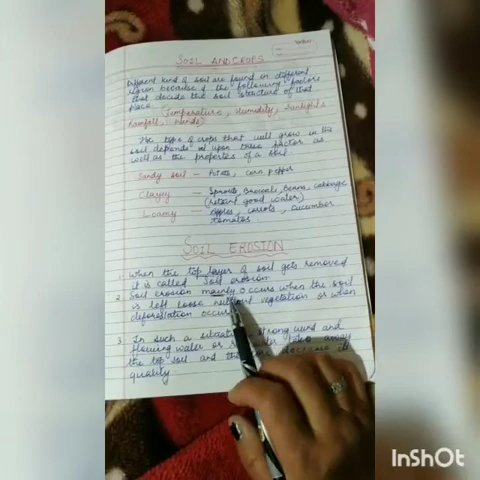 SOIL AND CROPS
Different kind of soil are found in different
region because of the following factors
that decide the soil structure of that
place
(Temperature, Humidity, Sunlight,
Rainfall, Winds)
The type of crops that will grow in the
soil depends upon these factor as
well as the properties of a soil
Sandy soil - Potato, corn pepper
Clayey - Sprouts, Broccoli, Beans, cabbage
(retant good water)
Loamy - apples, carrots, cucumber
tomatoes
SOIL EROSION
1. When the top layer of soil gets removed
it is called Soil erosion
2. Soil erosion mainly occurs when the soil
is left loose vegetation or when
deforestation occurs
3. In such a strong wind and
flowing water or away
the top soil and the
quality
InShOt